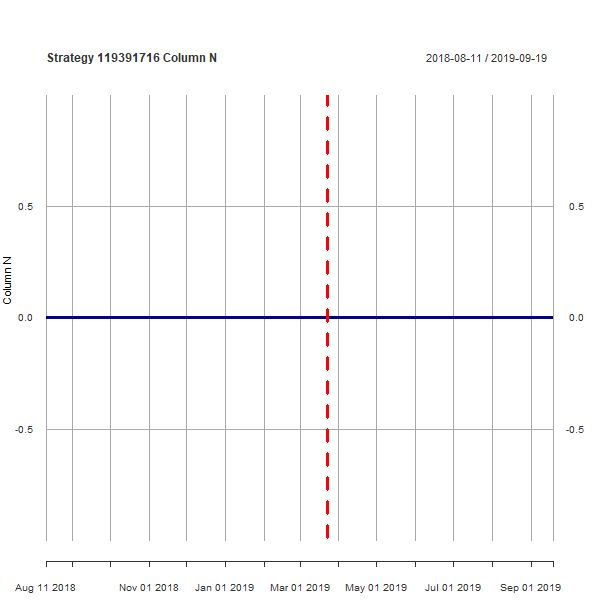 Strategy 119391716 Column N
2018-08-11 / 2019-09-19
0.5
0.5
Column N
0.0
0.0
-0.5
-0.5
Aug 11 2018
Nov 01 2018
Jan 01 2019
Mar 01 2019
May 01 2019
Jul 01 2019
Sep 01 2019